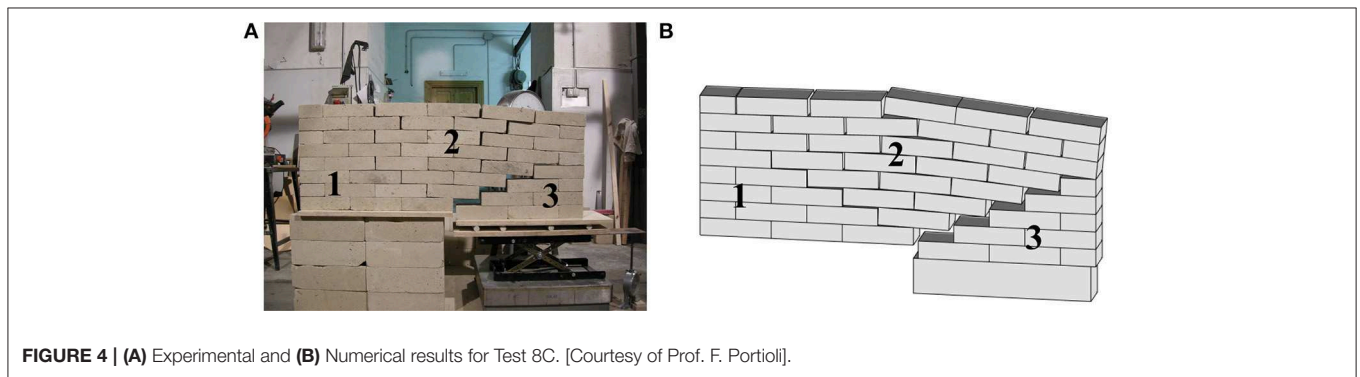 A
B
1
2
3
1
2
3
FIGURE 4 | (A) Experimental and (B) Numerical results for Test 8C. [Courtesy of Prof. F. Portioli].